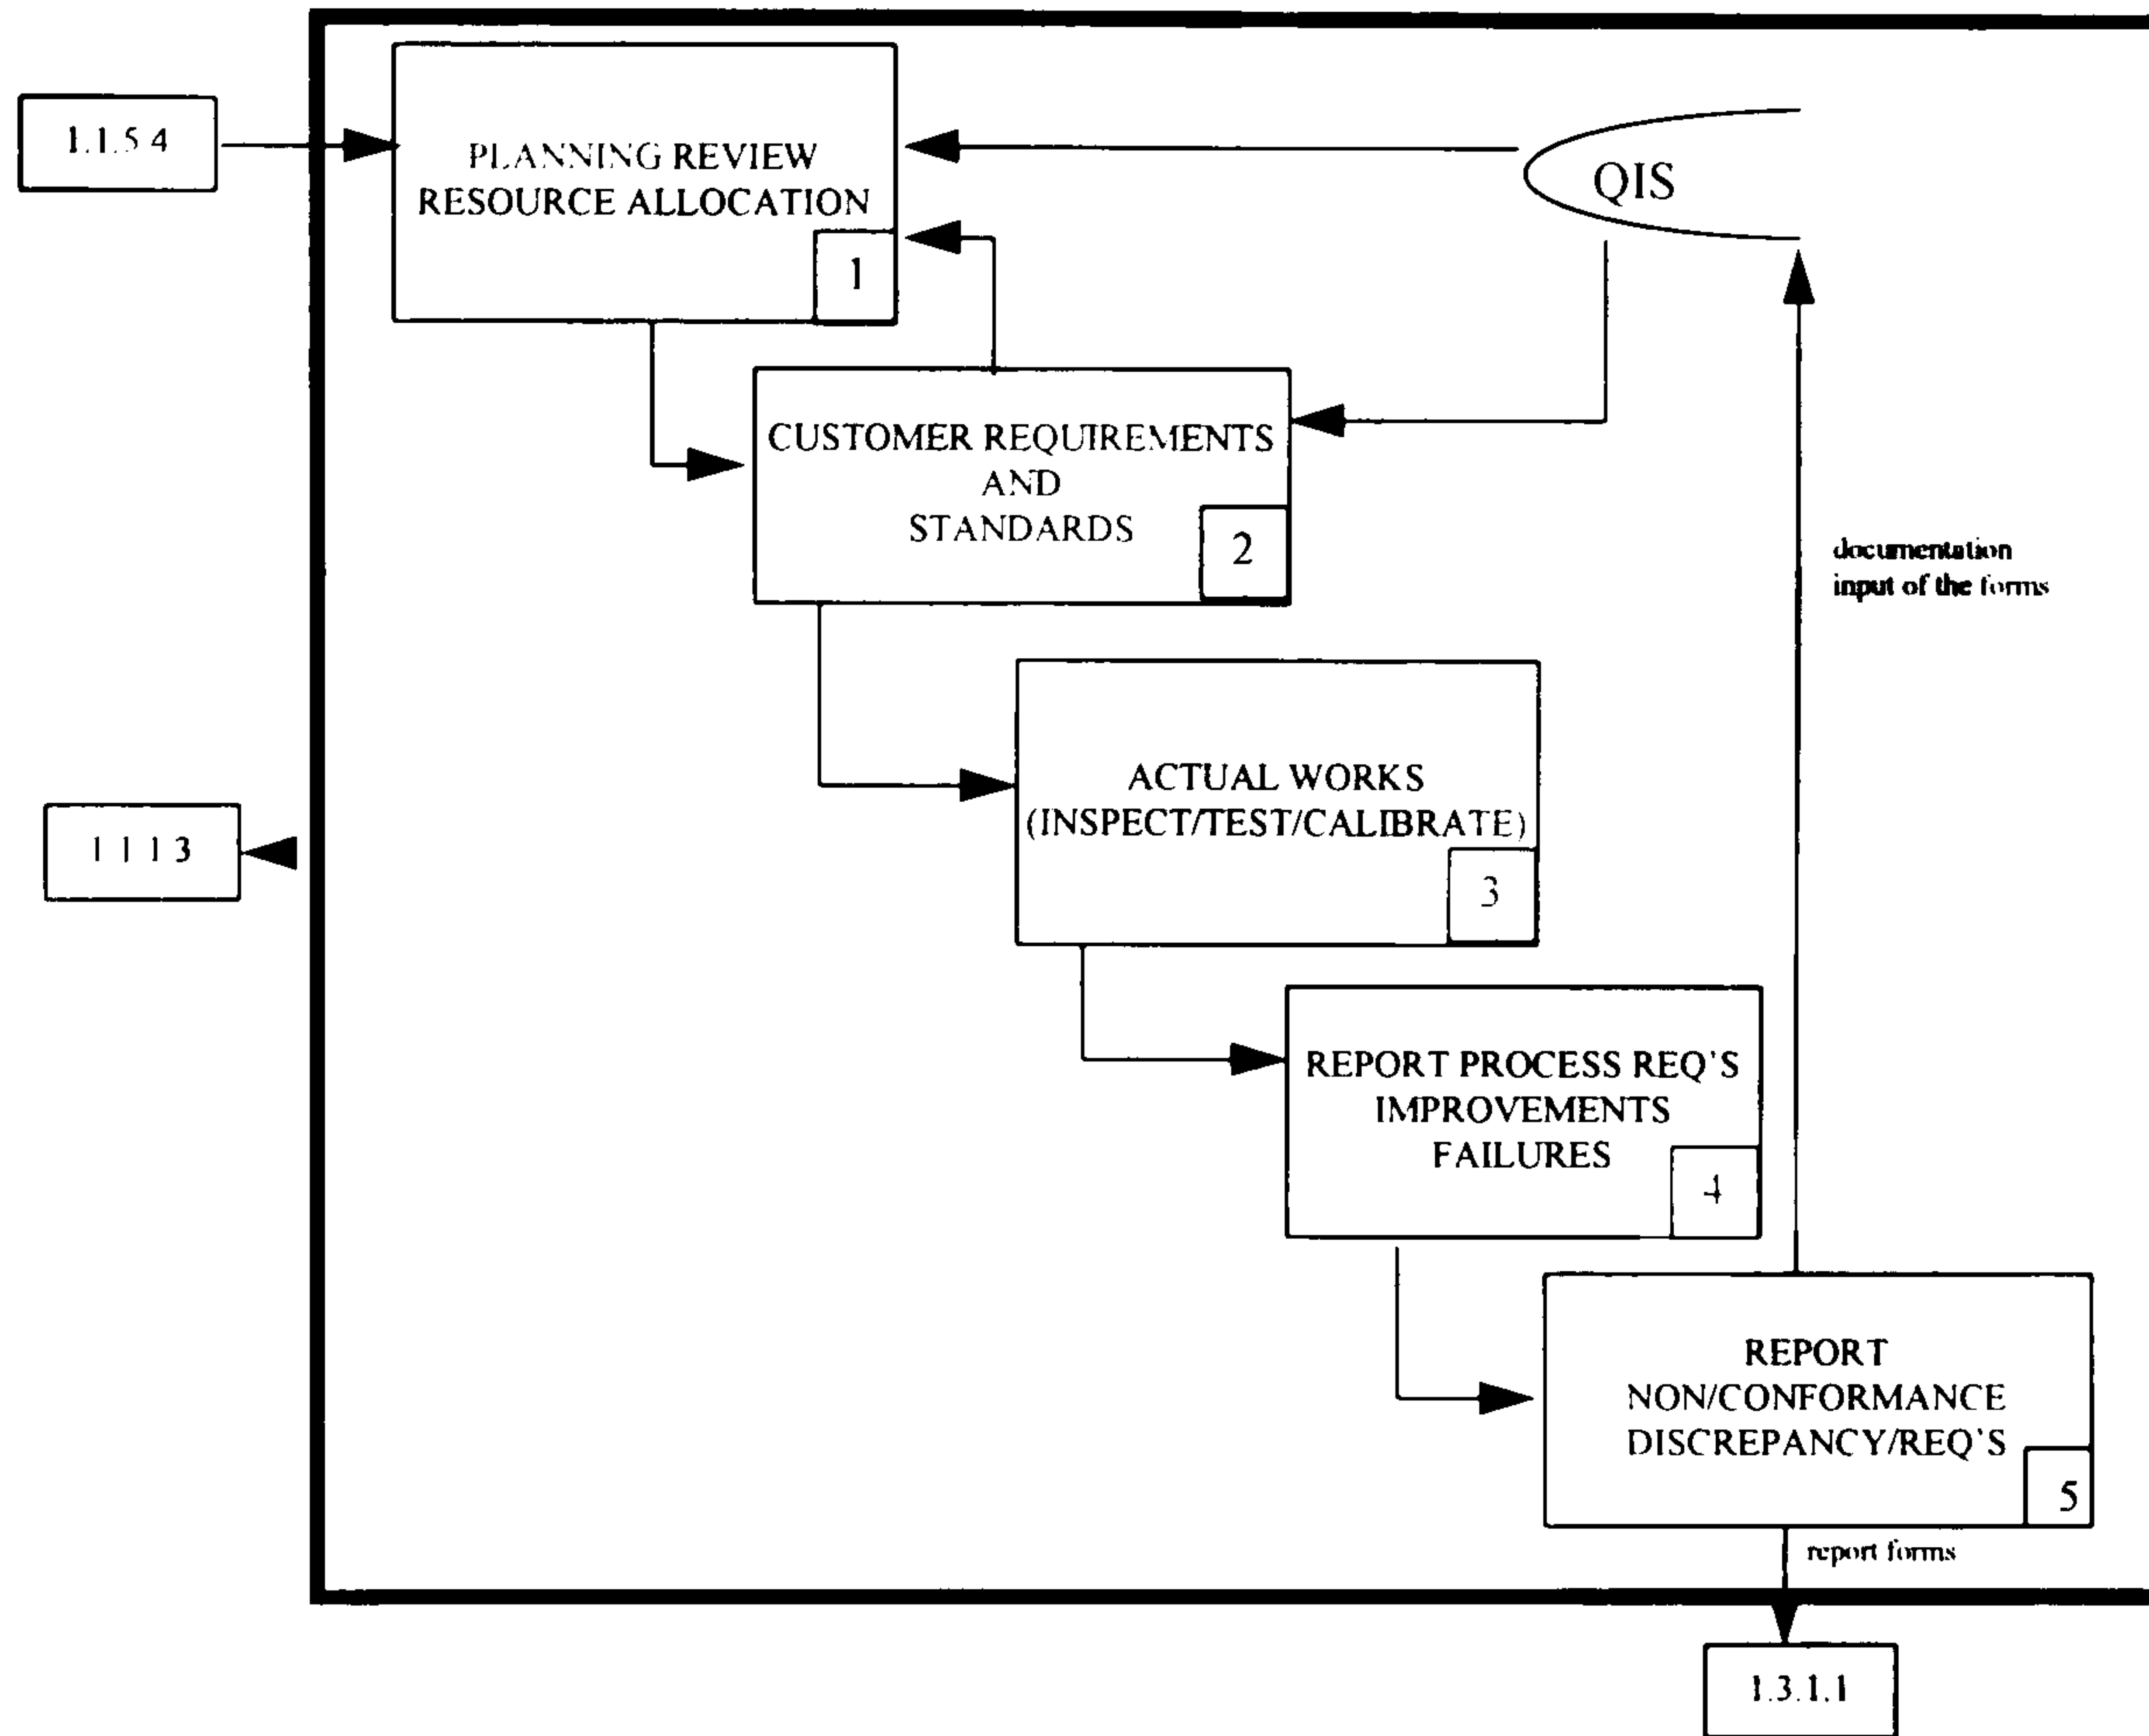 1.1.5 4
PLANNING REVIEW
RESOURCE ALLOCATION
1
QIS
CUSTOMER REQUIREMENTS
AND
STANDARDS
2
documentation
input of the forms
ACTUAL WORKS
(INSPECT/TEST/CALIBRATE)
3
1 1 1 3
REPORT PROCESS REQ'S
IMPROVEMENTS
FAILURES
4
REPORT
NON/CONFORMANCE
DISCREPANCY/REQ'S
5
report forms
1.3.1.1